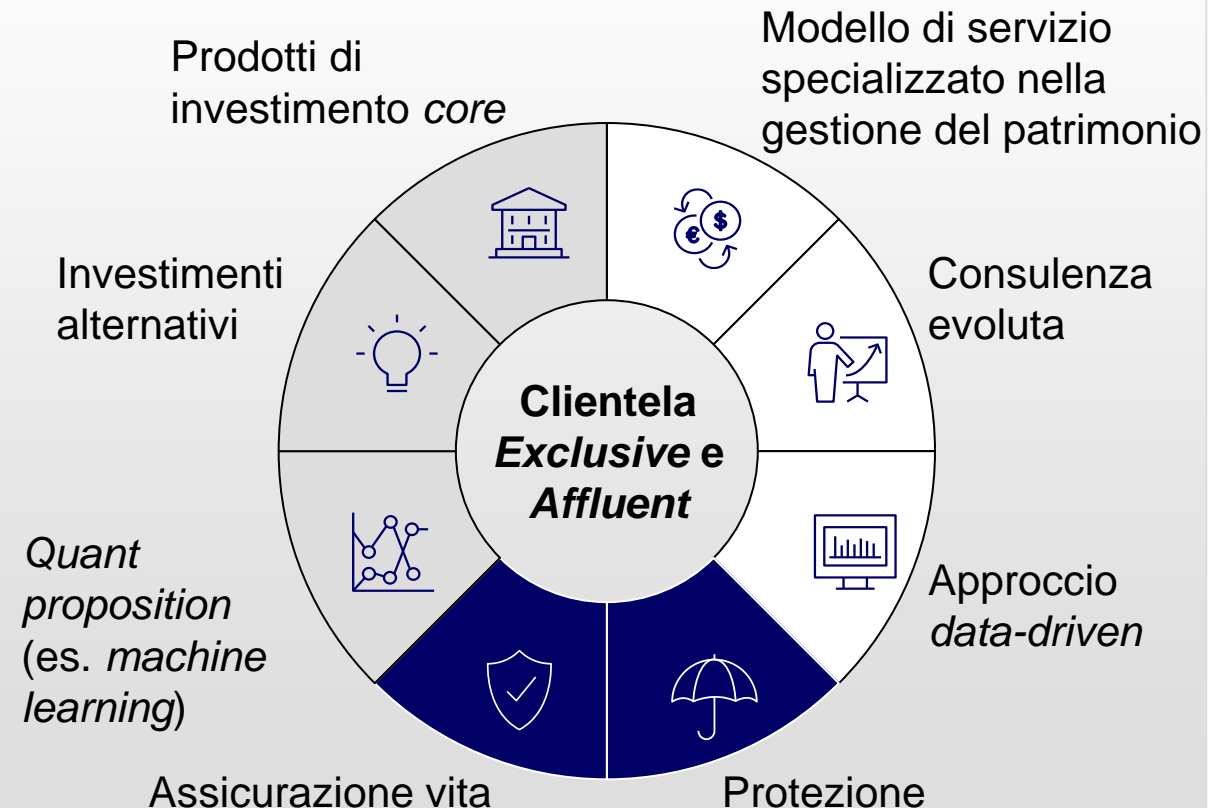 Prodotti di
investimento core
Modello di servizio
specializzato nella
gestione del patrimonio
Investimenti
alternativi
€
$
Consulenza
evoluta
Clientela
Exclusive e
Affluent
Quant
proposition
(es. machine
learning)
Approccio
data-driven
Assicurazione vita
Protezione